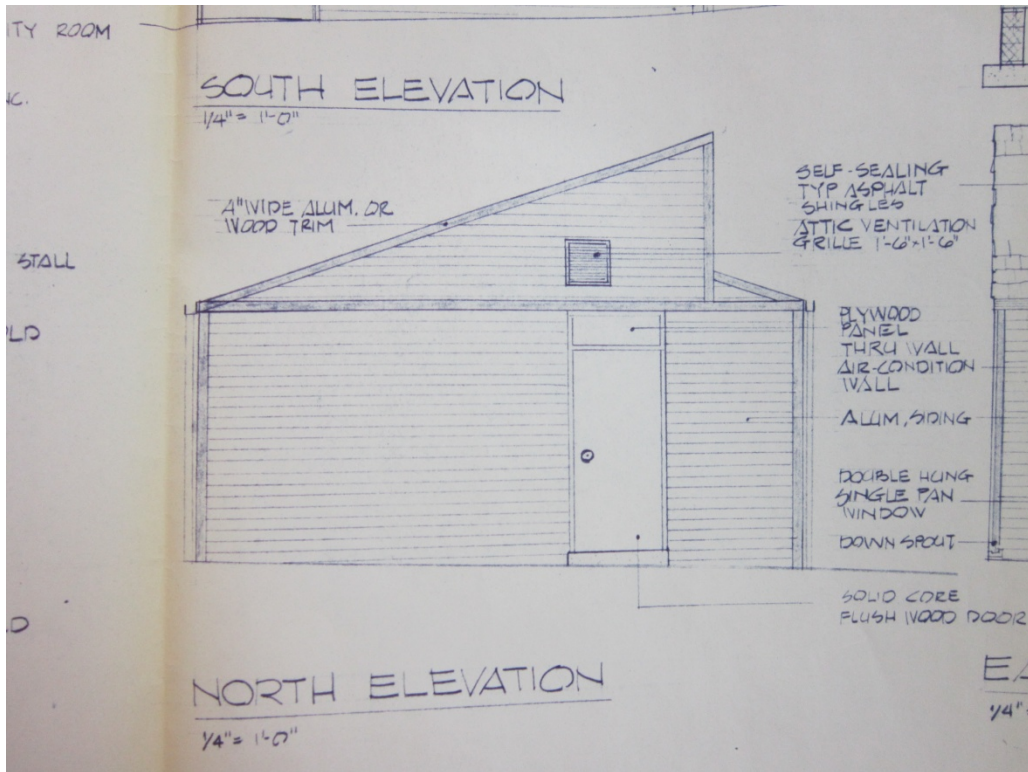 ITY ROOM
SOUTH ELEVATION
1/4" = 1'-0"
4" WIDE ALUM. OR
WOOD TRIM
SELF-SEALING
TYP ASPHALT
SHINGLES
ATTIC VENTILATION
GRILLE 1'-6"×1'-6"
STALL
PLYWOOD
PANEL
THRU WALL
AIR-CONDITION
WALL
ALUM. SIDING
DOUBLE HUNG
SINGLE PAN
WINDOW
DOWN SPOUT
SOLID CORE
FLUSH WOOD DOOR
NORTH ELEVATION
1/4" = 1'-0"
1/4"